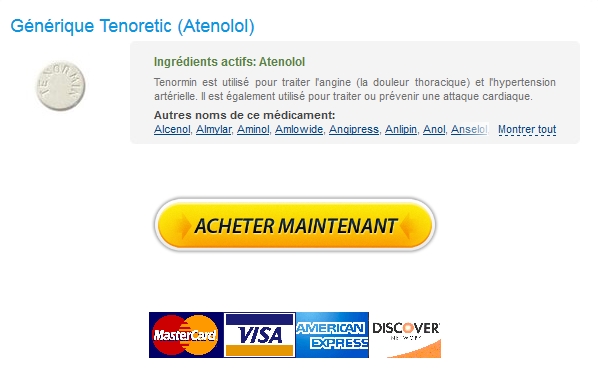 Générique Tenoretic (Atenolol)
TENORMIN
Ingrédients actifs: Atenolol
Tenormin est utilisé pour traiter l'angine (la douleur thoracique) et l'hypertension
artérielle. Il est également utilisé pour traiter ou prévenir une attaque cardiaque.
Autres noms de ce médicament:
Alcenol, Almylar, Aminol, Amlowide, Angipress, Anlipin, Anol, Anselol, Montrer tout
ACHETER MAINTENANT
MasterCard VISA AMERICAN EXPRESS DISCOVER NETWORK